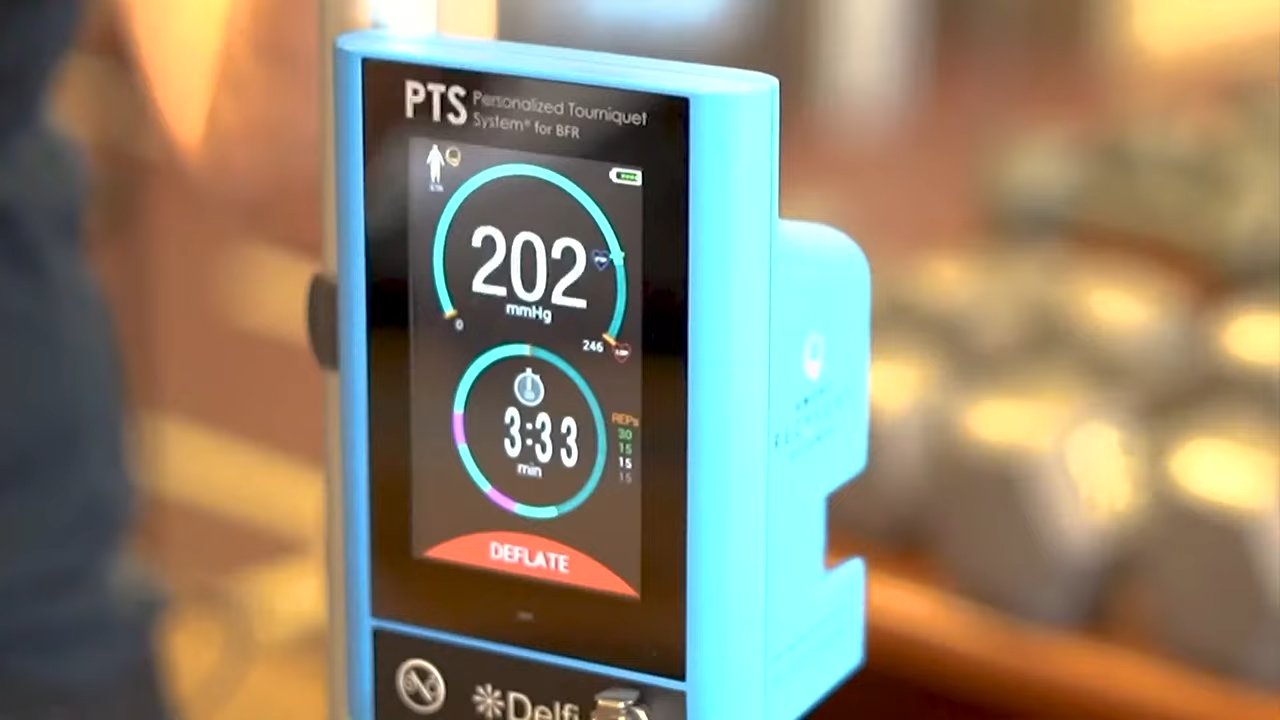 PTS Personalized Tourniquet
System® for BFR
202
mmHg
0
246
3:33
min
REPs
30
15
15
15
DEFLATE
Delfi